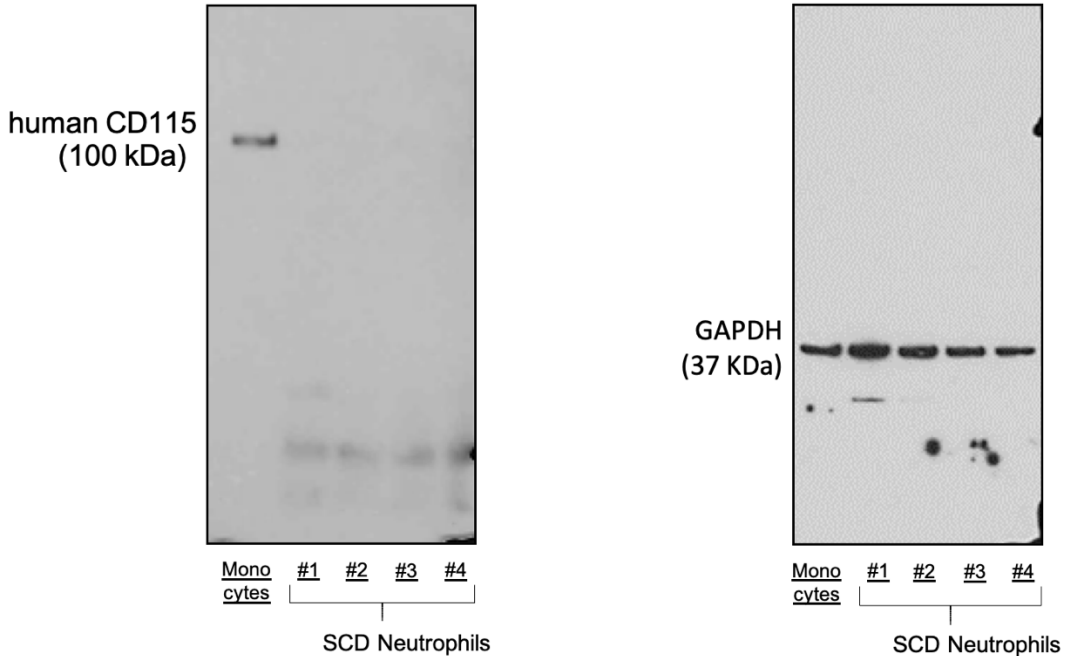 human CD115
(100 kDa)
Mono
cytes
#1
#2
#3
#4
SCD Neutrophils
GAPDH
(37 KDa)
Mono
cytes
#1
#2
#3
#4
SCD Neutrophils